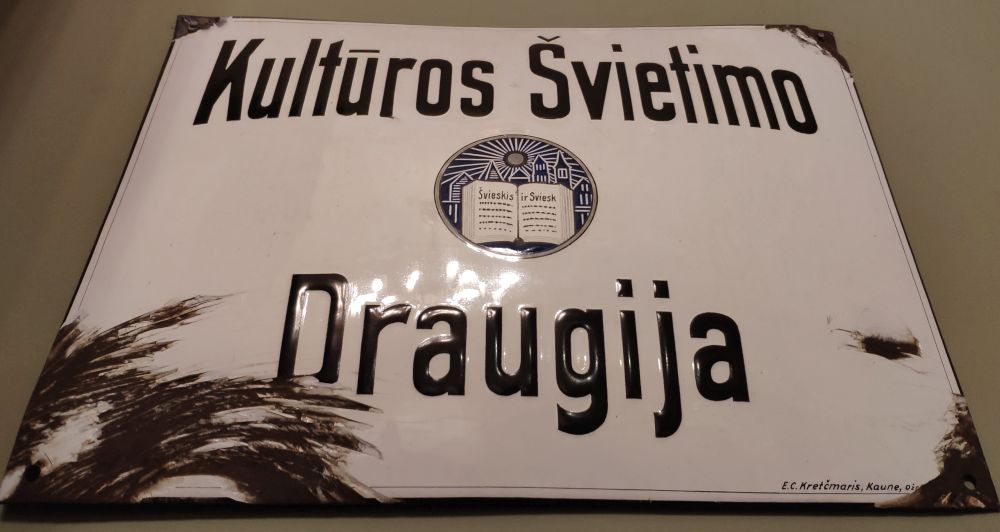 Kultūros Švietimo
Švieskis ir Šviesk
Draugija
E.C. Kretčmaris, Kaune,